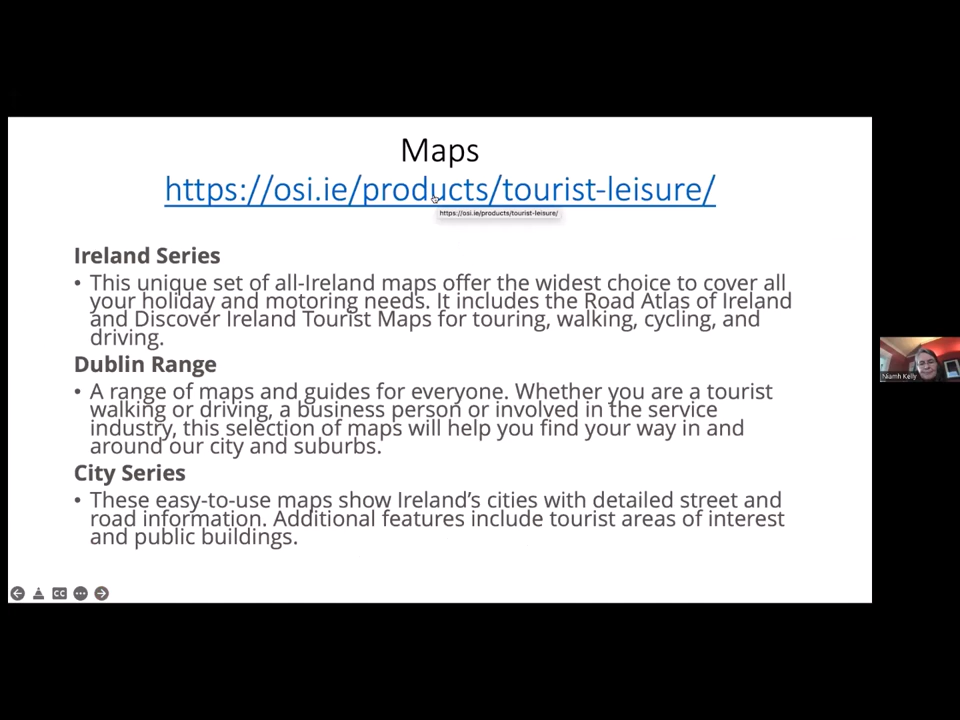 Maps
https://osi.ie/products/tourist-leisure/
https://osi.ie/products/tourist-leisure/
Ireland Series
• This unique set of all-Ireland maps offer the widest choice to cover all
your holiday and motoring needs. It includes the Road Atlas of Ireland
and Discover Ireland Tourist Maps for touring, walking, cycling, and
driving.
Dublin Range
• A range of maps and guides for everyone. Whether you are a tourist
walking or driving, a business person or involved in the service
industry, this selection of maps will help you find your way in and
around our city and suburbs.
City Series
• These easy-to-use maps show Ireland’s cities with detailed street and
road information. Additional features include tourist areas of interest
and public buildings.
CC
Niamh Kelly